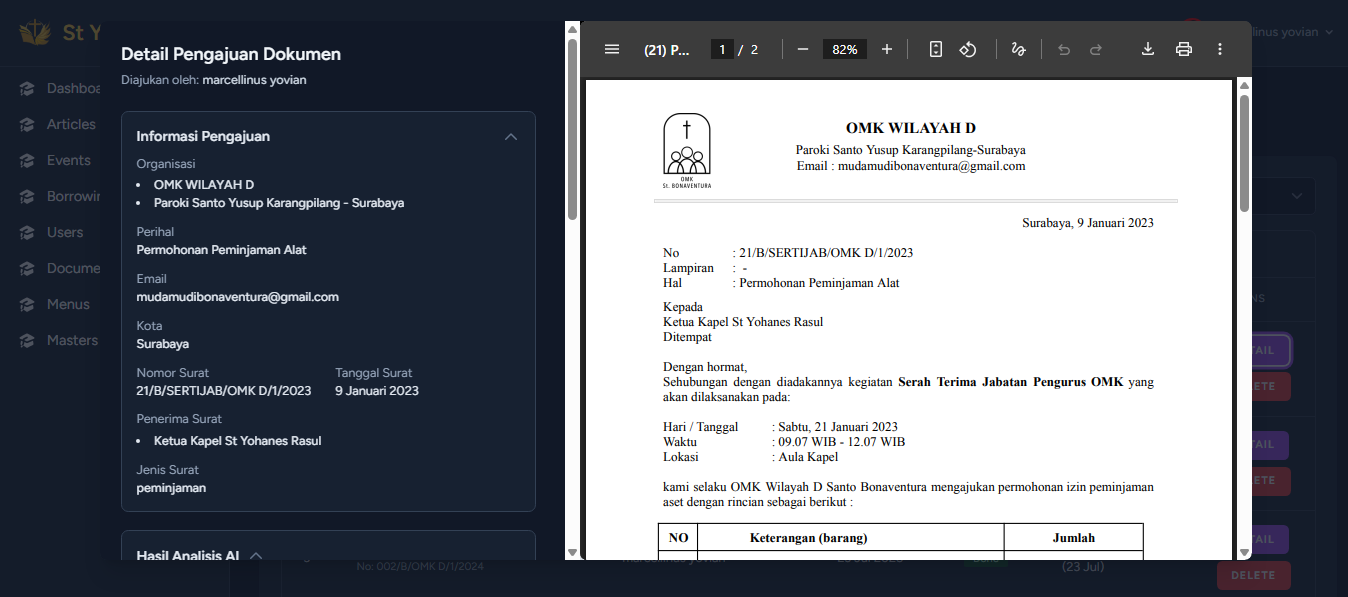 St Y
Dashboa
Articles
Events
Borrowin
Users
Docume
Menus
Masters
Detail Pengajuan Dokumen
Diajukan oleh: marcellinus yovian
Informasi Pengajuan
Organisasi
• OMK WILAYAH D
• Paroki Santo Yusup Karangpilang - Surabaya
Perihal
Permohonan Peminjaman Alat
Email
mudamudibonaventura@gmail.com
Kota
Surabaya
Nomor Surat Tanggal Surat
21/B/SERTIJAB/OMK D/1/2023 9 Januari 2023
Penerima Surat
• Ketua Kapel St Yohanes Rasul
Jenis Surat
peminjaman
Hasil Analisis AI
(21) P... 1 / 2 82%
OMK
St. BONAVENTURA
OMK WILAYAH D
Paroki Santo Yusup Karangpilang-Surabaya
Email : mudamudibonaventura@gmail.com
Surabaya, 9 Januari 2023
No : 21/B/SERTIJAB/OMK D/1/2023
Lampiran : -
Hal : Permohonan Peminjaman Alat
Kepada
Ketua Kapel St Yohanes Rasul
Ditempat
Dengan hormat,
Sehubungan dengan diadakannya kegiatan Serah Terima Jabatan Pengurus OMK yang
akan dilaksanakan pada:
Hari / Tanggal : Sabtu, 21 Januari 2023
Waktu : 09.07 WIB - 12.07 WIB
Lokasi : Aula Kapel
kami selaku OMK Wilayah D Santo Bonaventura mengajukan permohonan izin peminjaman
aset dengan rincian sebagai berikut :
NO Keterangan (barang) Jumlah
linus yovian
NS
TAIL
ETE
TAIL
ETE
TAIL
DELETE
No: 002/B/OMK D/1/2024
(23 Jul)